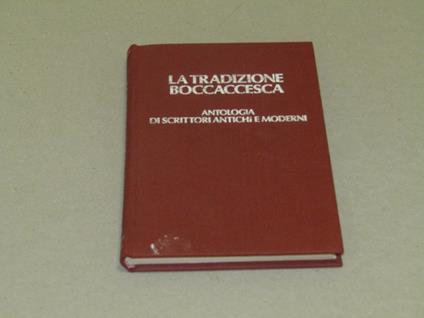 LA TRADIZIONE
BOCCACCESCA
ANTOLOGIA
DI SCRITTORI ANTICHI E MODERNI